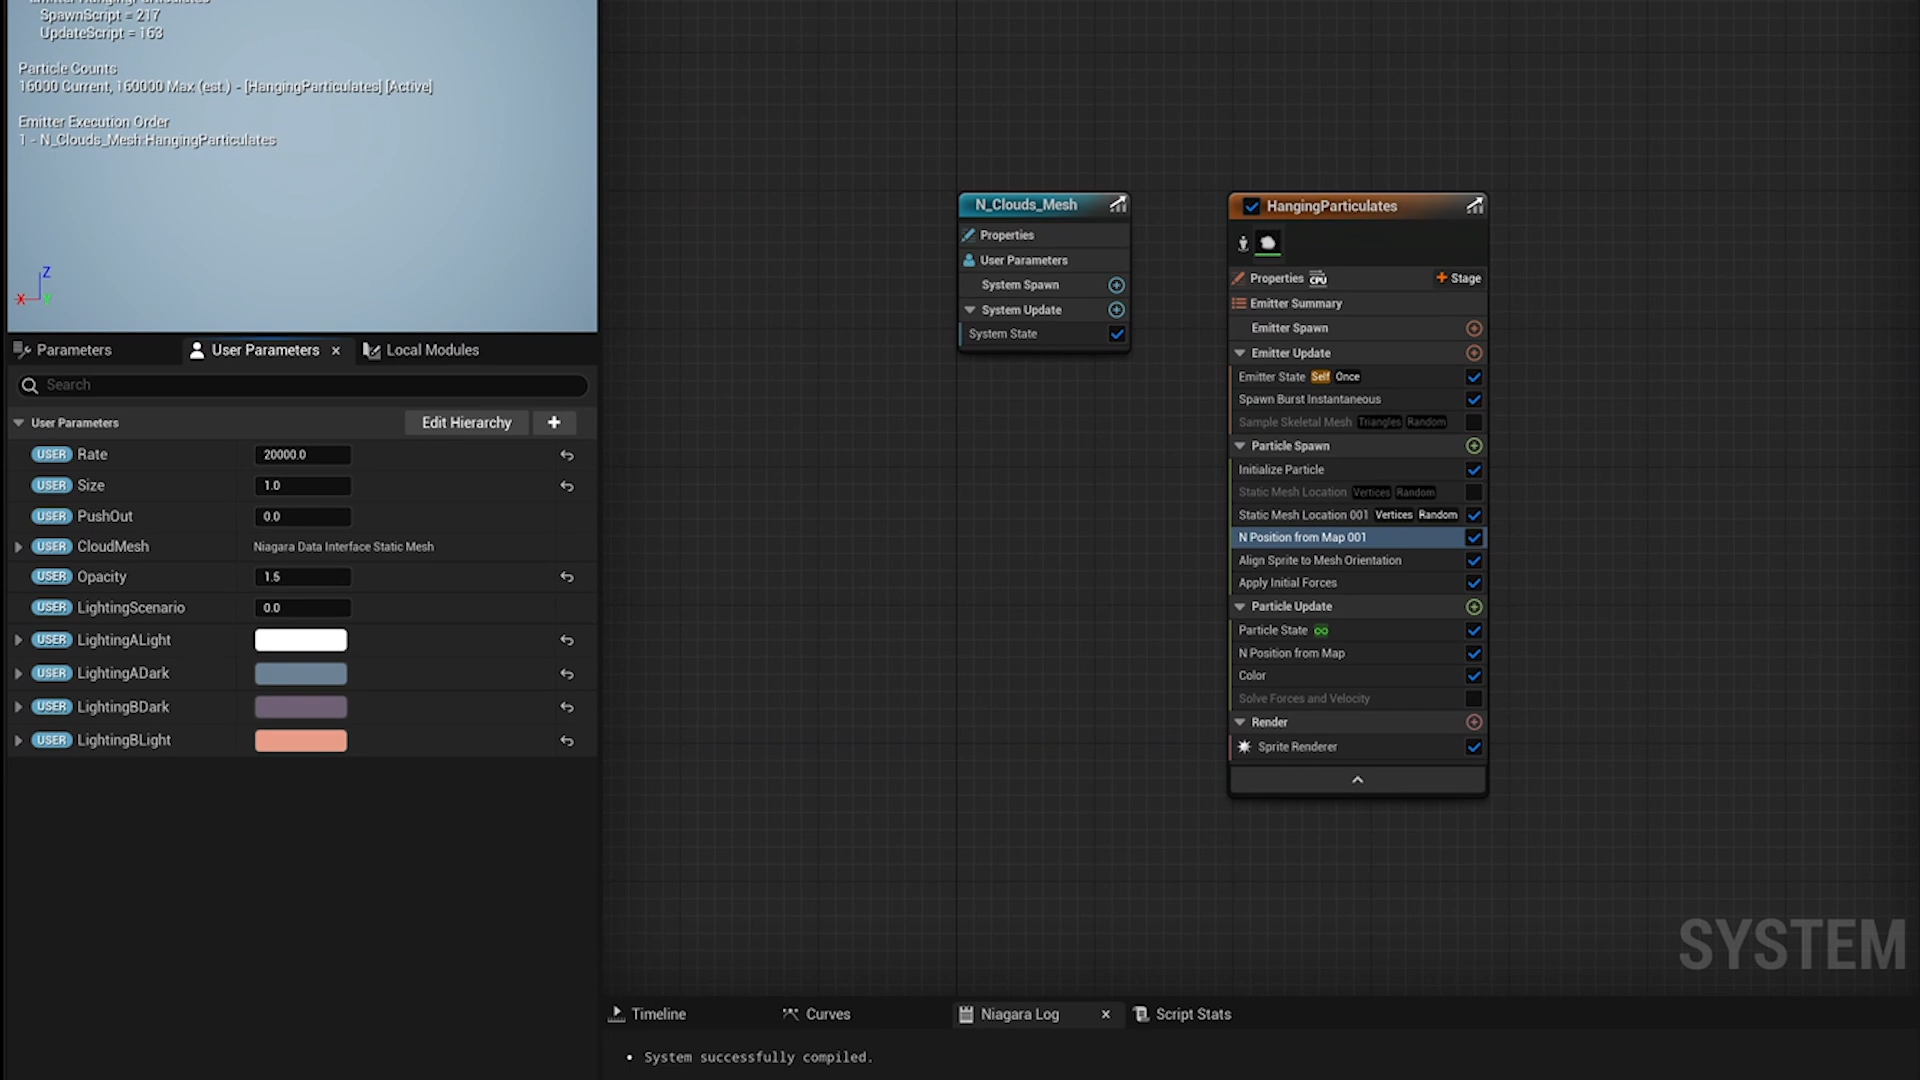 SpawnScript = 217
UpdateScript = 163
Particle Counts
16000 Current, 160000 Max (est.) - [HangingParticulates] [Active]
Emitter Execution Order
1 - N_Clouds_Mesh:HangingParticulates
Z
X
Parameters
User Parameters
Local Modules
Search
User Parameters
Edit Hierarchy
USER Rate 20000.0
USER Size 1.0
USER PushOut 0.0
USER CloudMesh Niagara Data Interface Static Mesh
USER Opacity 1.5
USER LightingScenario 0.0
USER LightingALight
USER LightingADark
USER LightingBDark
USER LightingBLight
N_Clouds_Mesh
Properties
User Parameters
System Spawn
System Update
System State
HangingParticulates
Properties CPU + Stage
Emitter Summary
Emitter Spawn
Emitter Update
Emitter State Self Once
Spawn Burst Instantaneous
Sample Skeletal Mesh Triangles Random
Particle Spawn
Initialize Particle
Static Mesh Location Vertices Random
Static Mesh Location 001 Vertices Random
N Position from Map 001
Align Sprite to Mesh Orientation
Apply Initial Forces
Particle Update
Particle State
N Position from Map
Color
Solve Forces and Velocity
Render
Sprite Renderer
SYSTEM
Timeline
Curves
Niagara Log
Script Stats
• System successfully compiled.